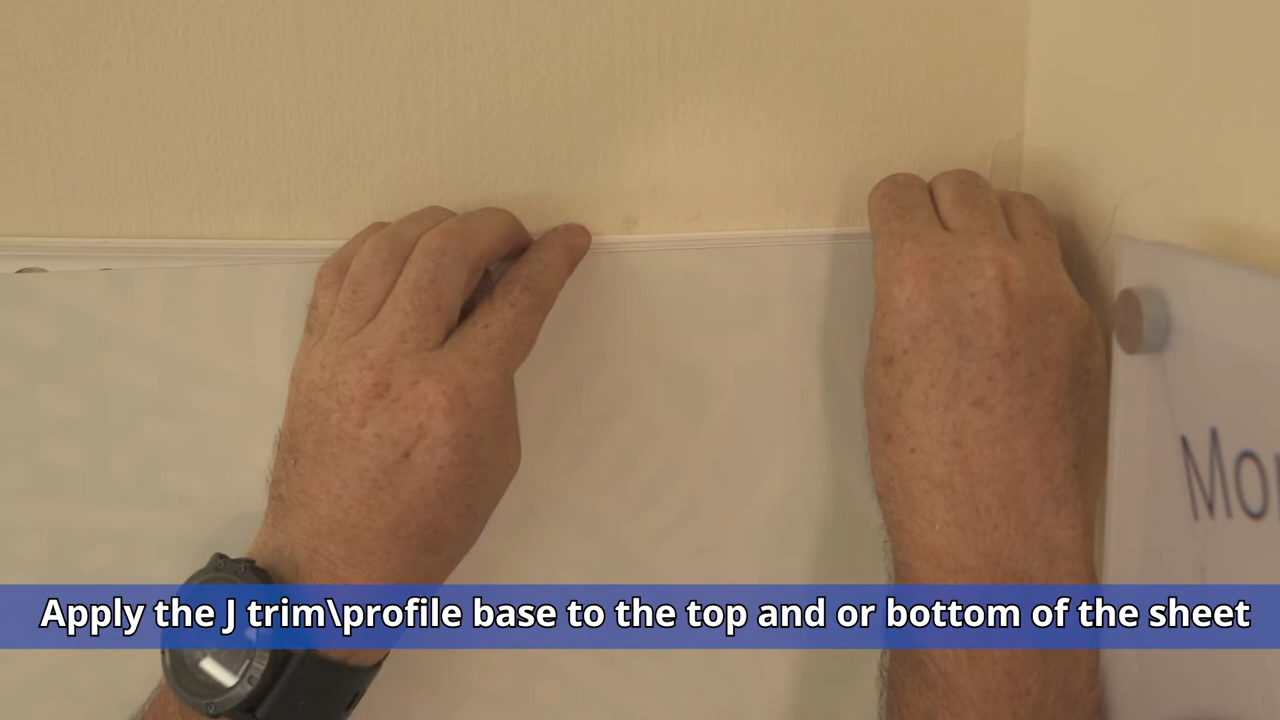 Mor
Apply the J trim\profile base to the top and or bottom of the sheet